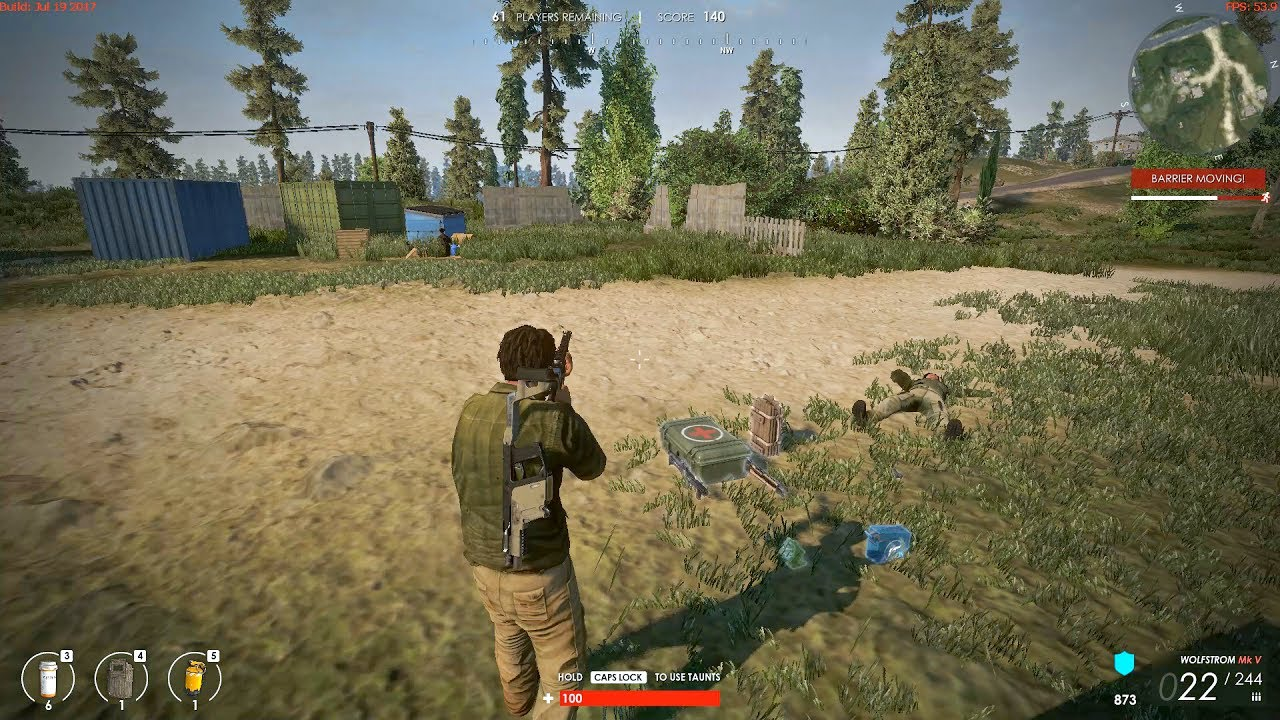 Build: Jul 19 2017
61 PLAYERS REMAINING | SCORE 140
FPS: 53.9
W NW
BARRIER MOVING!
3 4 5
6 1 1
HOLD CAPS LOCK TO USE TAUNTS
+ 100
WOLFSTROM Mk V
873
022 / 244